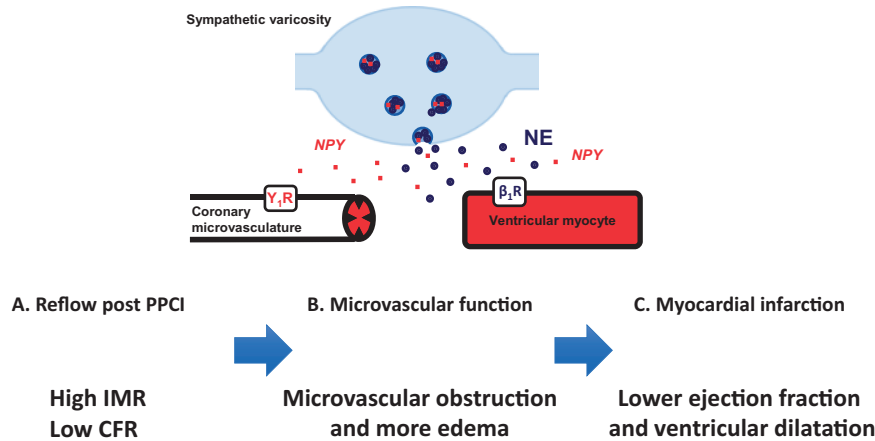 Sympathetic varicosity
NPY
NE
NPY
Y₁R
β₁R
Coronary
microvasculature
Ventricular myocyte
A. Reflow post PPCI
B. Microvascular function
C. Myocardial infarction
High IMR
Low CFR
Microvascular obstruction
and more edema
Lower ejection fraction
and ventricular dilatation